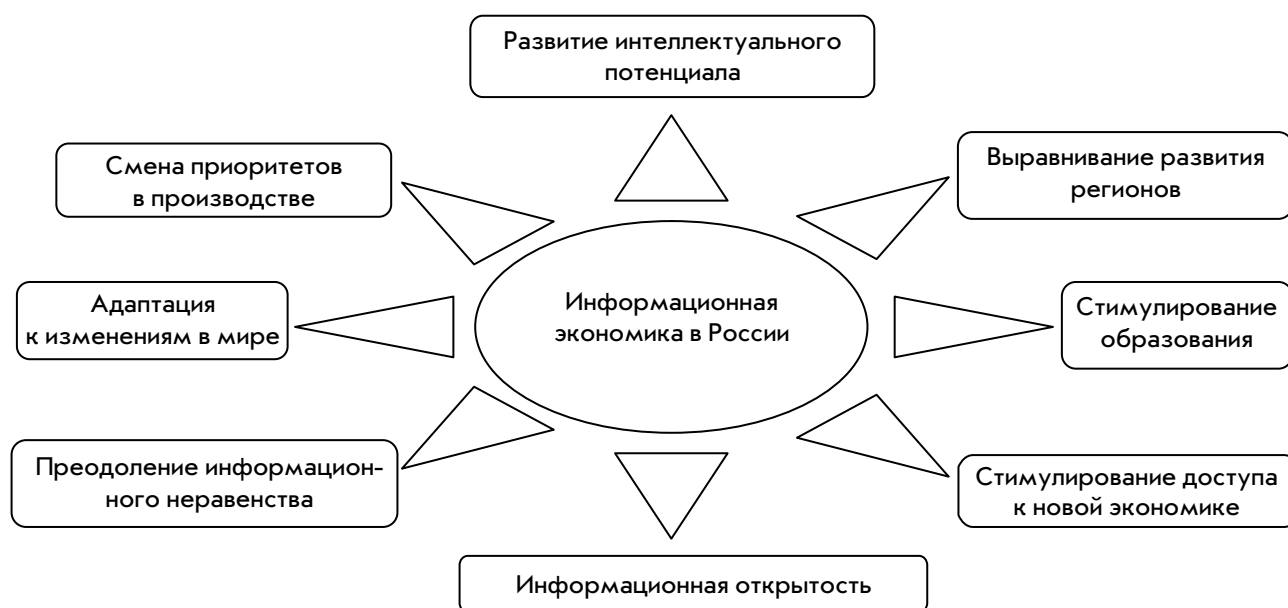 Развитие интеллектуального
потенциала
Смена приоритетов
в производстве
Выравнивание развития
регионов
Адаптация
к изменениям в мире
Информационная
экономика в России
Стимулирование
образования
Преодоление информацион-
ного неравенства
Стимулирование доступа
к новой экономике
Информационная открытость